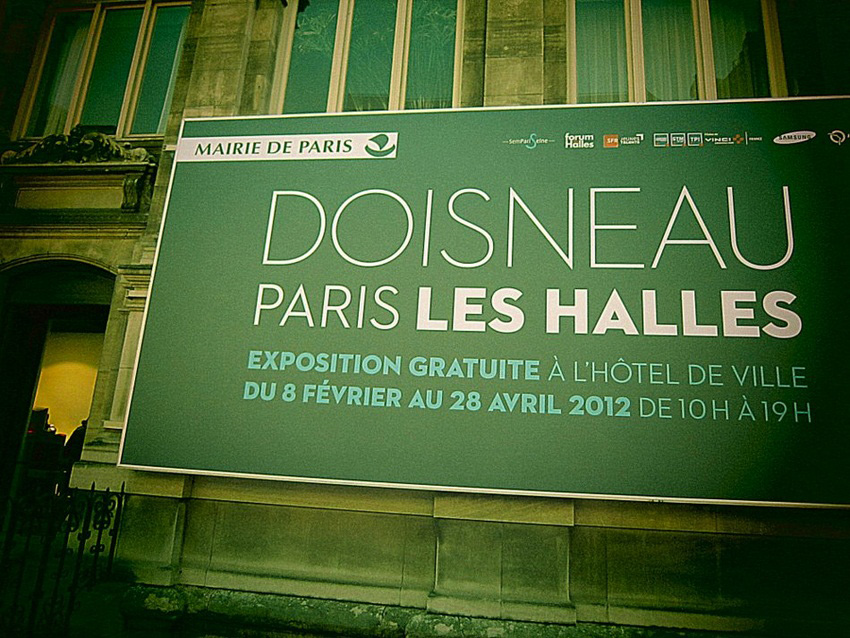 MAIRIE DE PARIS
SemPariSeine forum Halles SFR VINCI SAMSUNG
DOISNEAU
PARIS LES HALLES
EXPOSITION GRATUITE À L'HÔTEL DE VILLE
DU 8 FÉVRIER AU 28 AVRIL 2012 DE 10 H À 19 H